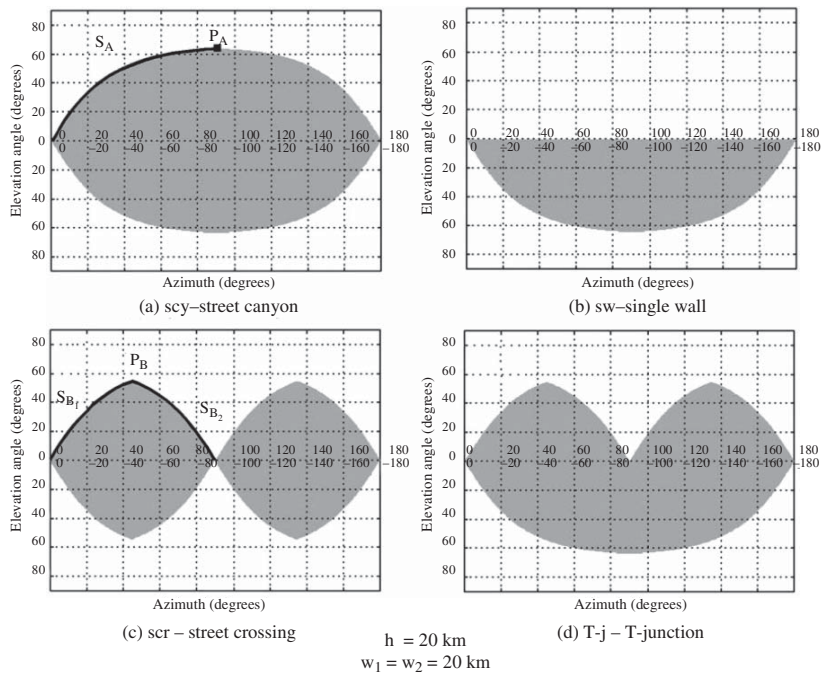 80
60
40
20
0
20
40
60
80
Elevation angle (degrees)
S_A
P_A
0 20 40 60 80 100 120 140 160 180
0 –20 –40 –60 –80 –100 –120 –140 –160 –180
Azimuth (degrees)
(a) scy–street canyon
80
60
40
20
0
20
40
60
80
Elevation angle (degrees)
0 20 40 60 80 100 120 140 160 180
0 –20 –40 –60 –80 –100 –120 –140 –160 –180
Azimuth (degrees)
(b) sw–single wall
80
60
40
20
0
20
40
60
80
Elevation angle (degrees)
P_B
S_B1
S_B2
0 20 40 60 80 100 120 140 160 180
0 –20 –40 –60 –80 –100 –120 –140 –160 –180
Azimuth (degrees)
(c) scr – street crossing
80
60
40
20
0
20
40
60
80
Elevation angle (degrees)
0 20 40 60 80 100 120 140 160 180
0 –20 –40 –60 –80 –100 –120 –140 –160 –180
Azimuth (degrees)
(d) T-j – T-junction
h = 20 km
w₁ = w₂ = 20 km